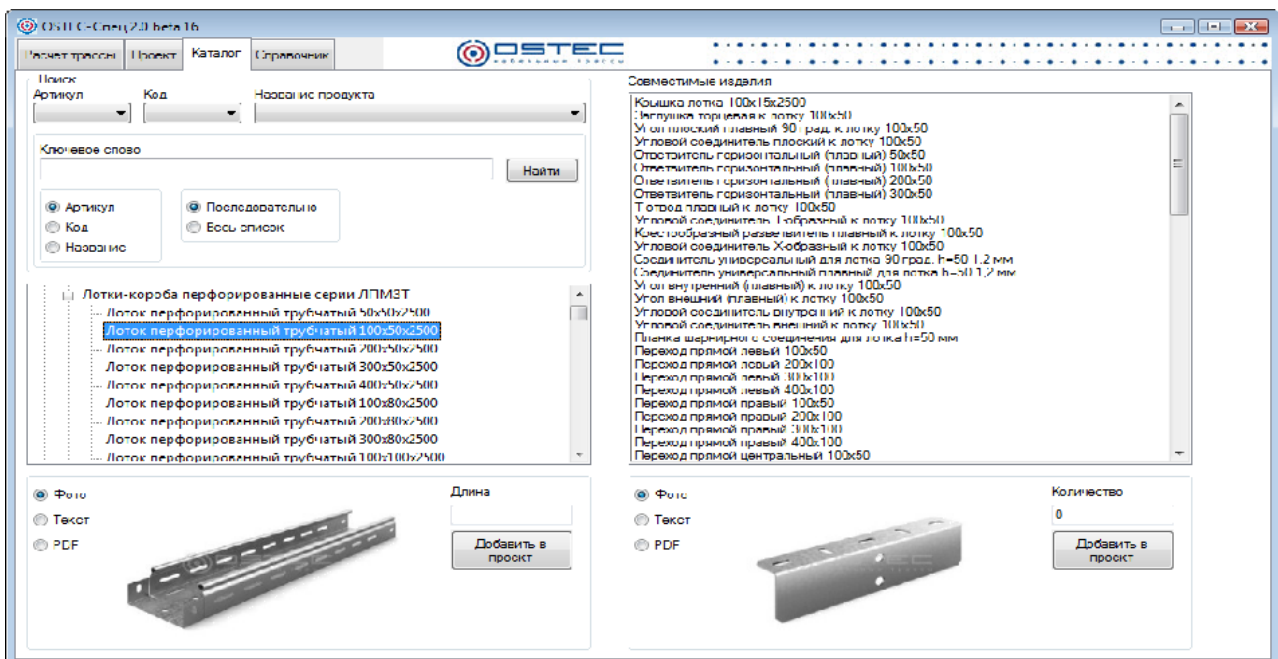 OSTEC-Спец 2.0 beta 16
Расчет трассы
Проект
Каталог
Справочник
OSTEC
кабельные трассы
Поиск
Артикул
Код
Название продукта
Ключевое слово
Найти
Артикул
Код
Название
Последовательно
Весь список
Лотки-короба перфорированные серии ЛПМЗТ
Лоток перфорированный трубчатый 50x50x2500
Лоток перфорированный трубчатый 100x50x2500
Лоток перфорированный трубчатый 200x50x2500
Лоток перфорированный трубчатый 300x50x2500
Лоток перфорированный трубчатый 400x50x2500
Лоток перфорированный трубчатый 100x80x2500
Лоток перфорированный трубчатый 200x80x2500
Лоток перфорированный трубчатый 300x80x2500
Лоток перфорированный трубчатый 100x100x2500
Фото
Текст
PDF
Длина
Добавить в
проект
Совместимые изделия
Крышка лотка 100x15x2500
Заглушка торцевая к лотку 100x50
Угол плоский плавный 90 град. к лотку 100x50
Угловой соединитель плоский к лотку 100x50
Ответвитель горизонтальный (плавный) 50x50
Ответвитель горизонтальный (плавный) 100x50
Ответвитель горизонтальный (плавный) 200x50
Ответвитель горизонтальный (плавный) 300x50
Т-отвод плавный к лотку 100x50
Угловой соединитель Т-образный к лотку 100x50
Крестообразный разветвитель плавный к лотку 100x50
Угловой соединитель Х-образный к лотку 100x50
Соединитель универсальный для лотка 90 град. h=50 1.2 мм
Соединитель универсальный плавный для лотка h=50 1,2 мм
Угол внутренний (плавный) к лотку 100x50
Угол внешний (плавный) к лотку 100x50
Угловой соединитель внутренний к лотку 100x50
Угловой соединитель внешний к лотку 100x50
Планка шарнирного соединения для лотка h=50 мм
Переход прямой левый 100x50
Переход прямой левый 200x100
Переход прямой левый 300x100
Переход прямой левый 400x100
Переход прямой правый 100x50
Переход прямой правый 200x100
Переход прямой правый 300x100
Переход прямой правый 400x100
Переход прямой центральный 100x50
Фото
Текст
PDF
Количество
0
Добавить в
проект